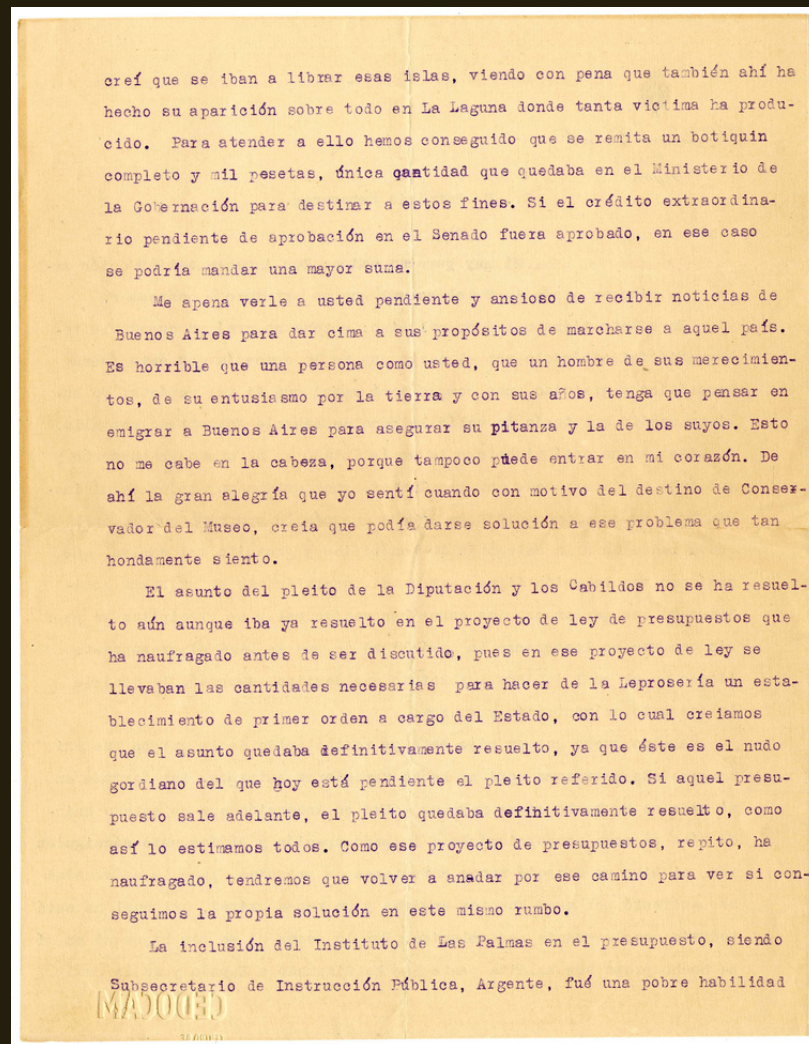 creí que se iban a librar esas islas, viendo con pena que también ahí ha
hecho su aparición sobre todo en La Laguna donde tanta victima ha produ-
cido. Para atender a ello hemos conseguido que se remita un botiquin
completo y mil pesetas, única qantidad que quedaba en el Ministerio de
la Gobernación para destinar a estos fines. Si el crédito extraordina-
rio pendiente de aprobación en el Senado fuera aprobado, en ese caso
se podría mandar una mayor suma.
Me apena verle a usted pendiente y ansioso de recibir noticias de
Buenos Aires para dar cima a sus propósitos de marcharse a aquel país.
Es horrible que una persona como usted, que un hombre de sus merecimien-
tos, de su entusiasmo por la tierra y con sus años, tenga que pensar en
emigrar a Buenos Aires para asegurar su pitanza y la de los suyos. Esto
no me cabe en la cabeza, porque tampoco puede entrar en mi corazón. De
ahí la gran alegría que yo sentí cuando con motivo del destino de Conser-
vador del Museo, creia que podía darse solución a ese problema que tan
hondamente siento.
El asunto del pleito de la Diputación y los Cabildos no se ha resuel-
to aún aunque iba ya resuelto en el proyecto de ley de presupuestos que
ha naufragado antes de ser discutido, pues en ese proyecto de ley se
llevaban las cantidades necesarias para hacer de la Leprosería un esta-
blecimiento de primer orden a cargo del Estado, con lo cual creiamos
que el asunto quedaba definitivamente resuelto, ya que éste es el nudo
gordiano del que hoy está pendiente el pleito referido. Si aquel presu-
puesto sale adelante, el pleito quedaba definitivamente resuelto, como
así lo estimamos todos. Como ese proyecto de presupuestos, repito, ha
naufragado, tendremos que volver a anadar por ese camino para ver si con-
seguimos la propia solución en este mismo rumbo.
La inclusión del Instituto de Las Palmas en el presupuesto, siendo
Subsecretario de Instrucción Pública, Argente, fué una pobre habilidad
CEDOCAM